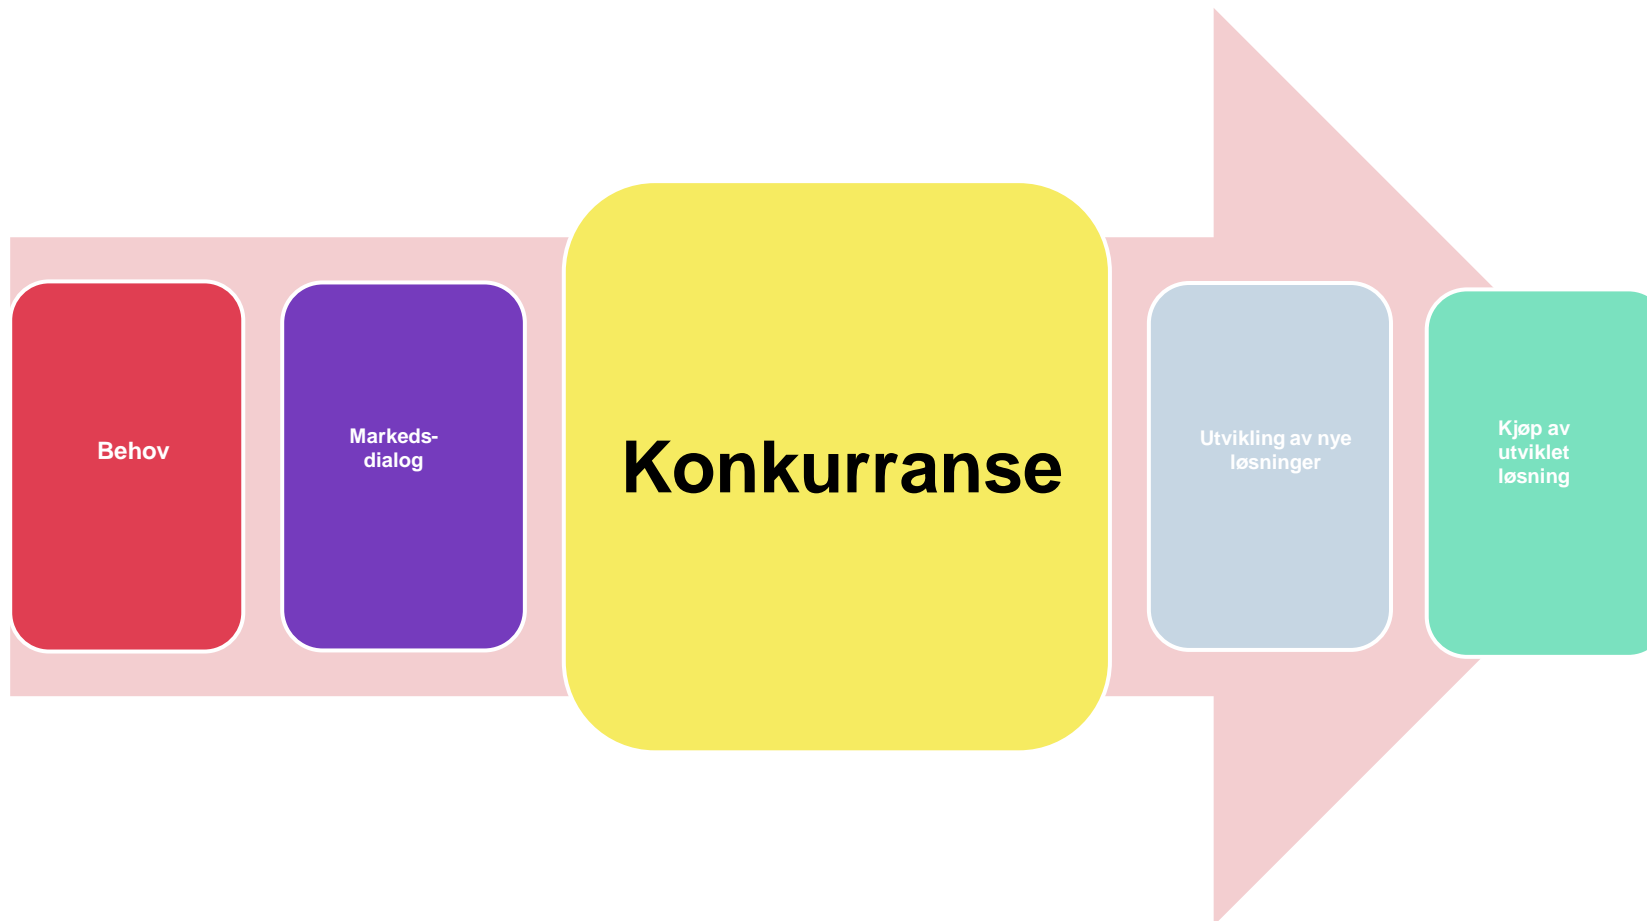 Behov
Markeds-
dialog
Konkurranse
Utvikling av nye
løsninger
Kjøp av
utviklet
løsning